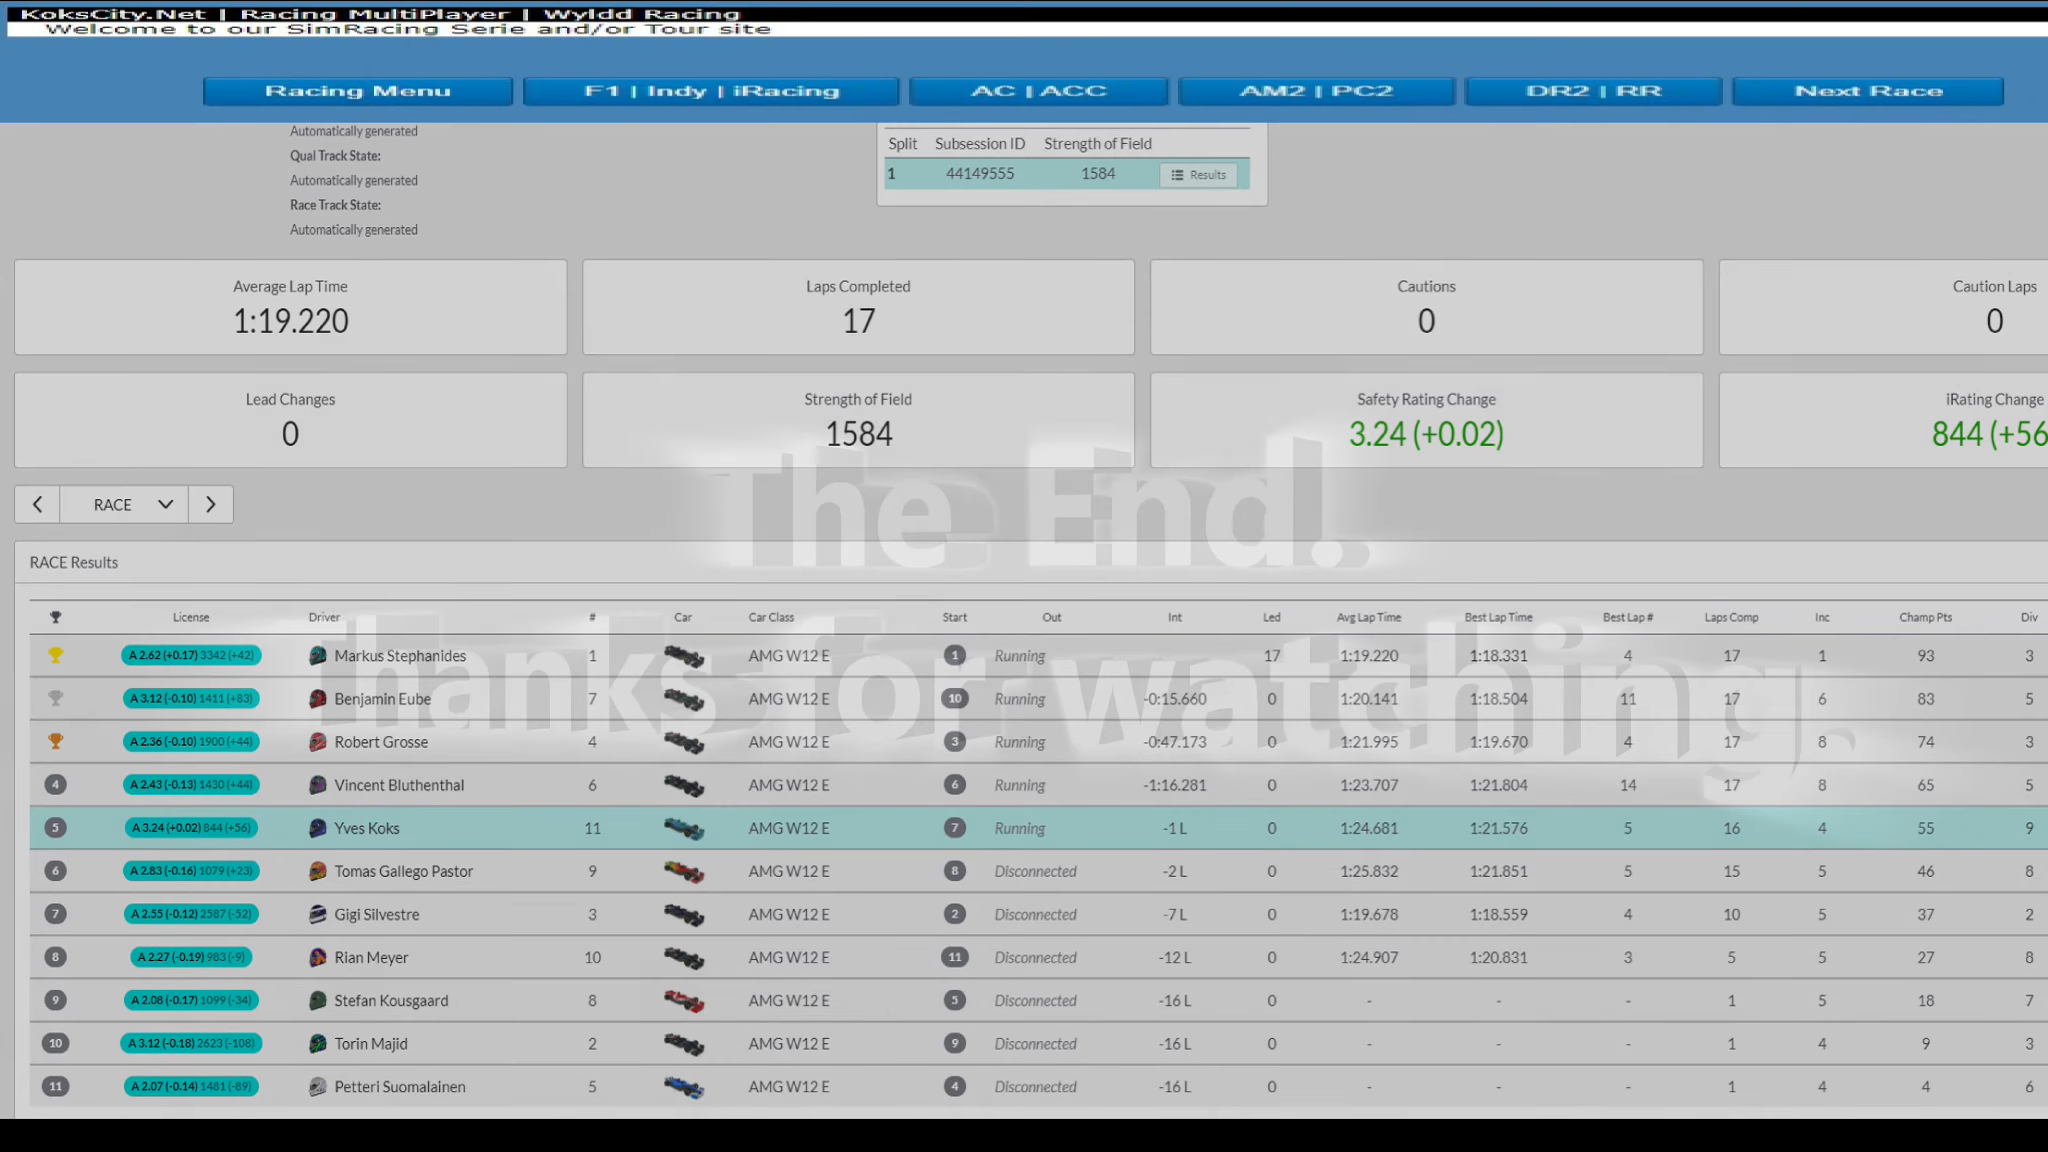 KoksCity.Net | Racing MultiPlayer | Wyldd Racing
Welcome to our SimRacing Serie and/or Tour site
Racing Menu F1 | Indy | iRacing AC | ACC AM2 | PC2 DR2 | RR Next Race
Automatically generated
Qual Track State:
Automatically generated
Race Track State:
Automatically generated
Split Subsession ID Strength of Field
1 44149555 1584 Results
Average Lap Time Laps Completed Cautions Caution Laps
1:19.220 17 0 0
Lead Changes Strength of Field Safety Rating Change iRating Change
0 1584 3.24 (+0.02) 844 (+56
RACE
The End.
RACE Results
License Driver # Car Car Class Start Out Int Led Avg Lap Time Best Lap Time Best Lap # Laps Comp Inc Champ Pts Div
A 2.62 (+0.17) 3342 (+42) Markus Stephanides 1 AMG W12 E 1 Running 17 1:19.220 1:18.331 4 17 1 93 3
Thanks for watching.
A 3.12 (-0.10) 1411 (+83) Benjamin Eube 7 AMG W12 E 10 Running -0:15.660 0 1:20.141 1:18.504 11 17 6 83 5
A 2.36 (-0.10) 1900 (+44) Robert Grosse 4 AMG W12 E 3 Running -0:47.173 0 1:21.995 1:19.670 4 17 8 74 3
4 A 2.43 (-0.13) 1430 (+44) Vincent Bluthenthal 6 AMG W12 E 6 Running -1:16.281 0 1:23.707 1:21.804 14 17 8 65 5
5 A 3.24 (+0.02) 844 (+56) Yves Koks 11 AMG W12 E 7 Running -1 L 0 1:24.681 1:21.576 5 16 4 55 9
6 A 2.83 (-0.16) 1079 (+23) Tomas Gallego Pastor 9 AMG W12 E 8 Disconnected -2 L 0 1:25.832 1:21.851 5 15 5 46 8
7 A 2.55 (-0.12) 2587 (-52) Gigi Silvestre 3 AMG W12 E 2 Disconnected -7 L 0 1:19.678 1:18.559 4 10 5 37 2
8 A 2.27 (-0.19) 983 (-9) Rian Meyer 10 AMG W12 E 11 Disconnected -12 L 0 1:24.907 1:20.831 3 5 5 27 8
9 A 2.08 (-0.17) 1099 (-34) Stefan Kousgaard 8 AMG W12 E 5 Disconnected -16 L 0 - - - 1 5 18 7
10 A 3.12 (-0.18) 2623 (-108) Torin Majid 2 AMG W12 E 9 Disconnected -16 L 0 - - - 1 4 9 3
11 A 2.07 (-0.14) 1481 (-89) Petteri Suomalainen 5 AMG W12 E 4 Disconnected -16 L 0 - - - 1 4 4 6